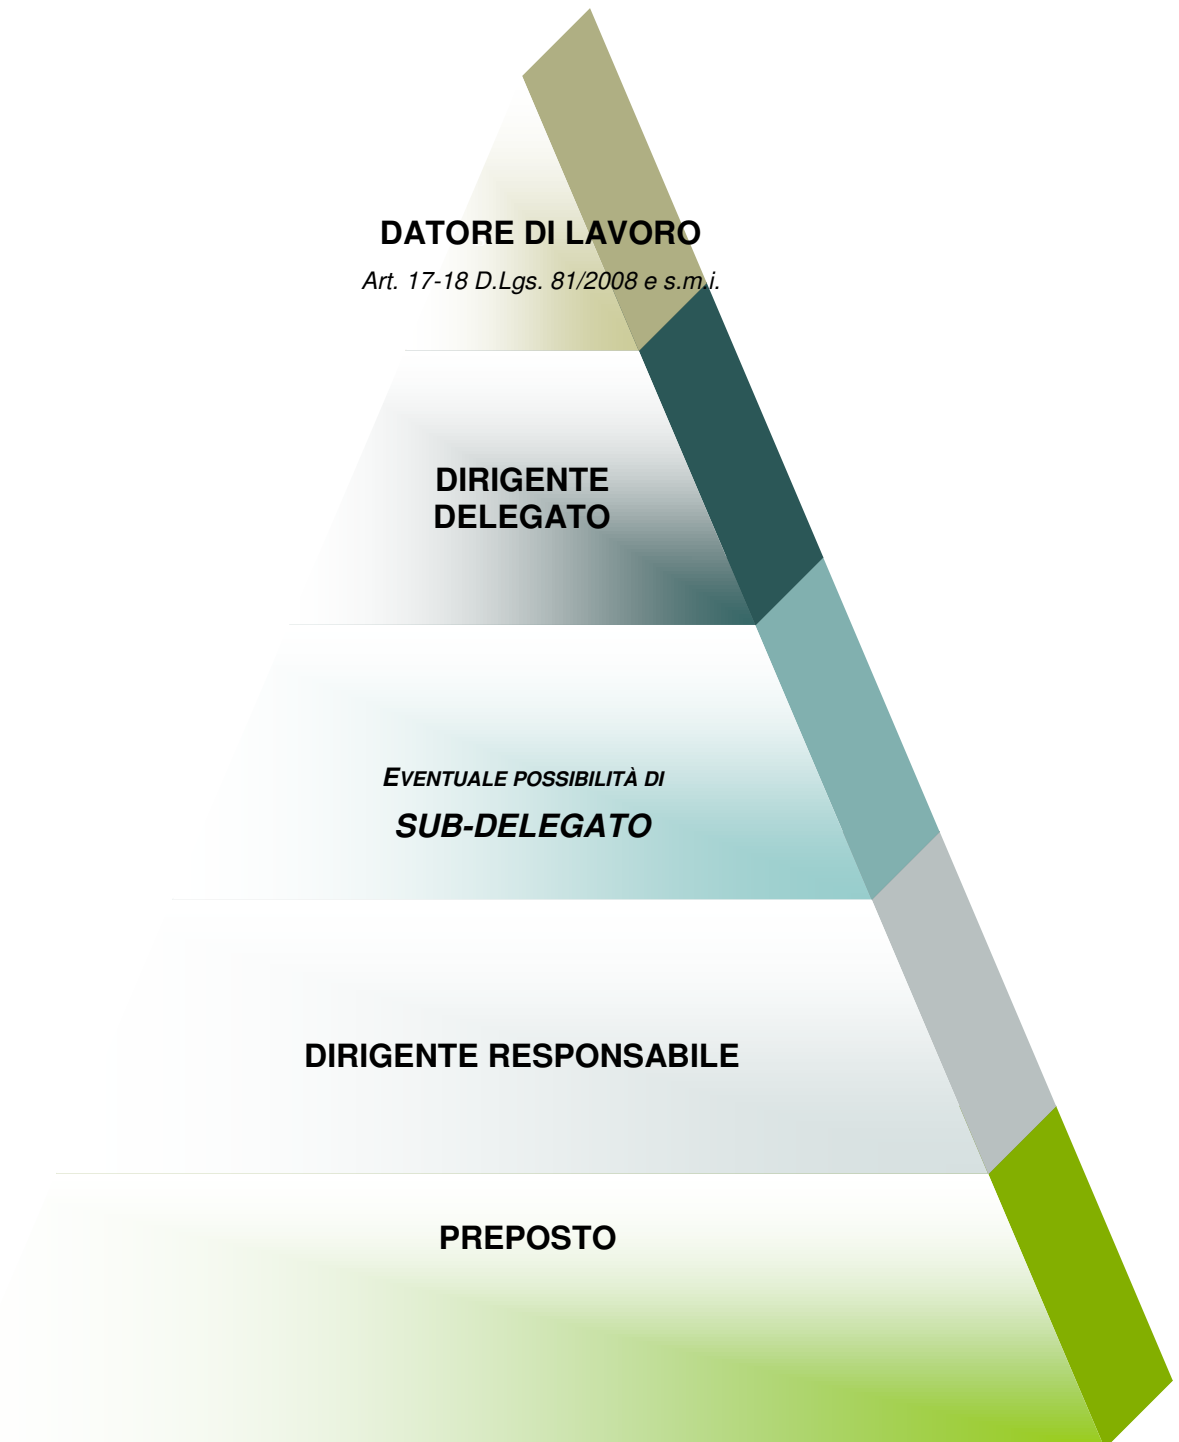 DATORE DI LAVORO
Art. 17-18 D.Lgs. 81/2008 e s.m.i.
DIRIGENTE
DELEGATO
EVENTUALE POSSIBILITÀ DI
SUB-DELEGATO
DIRIGENTE RESPONSABILE
PREPOSTO